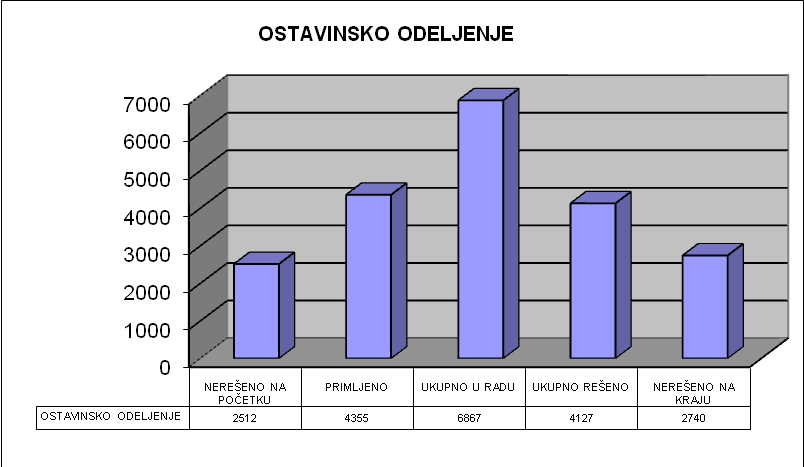 OSTAVINSKO ODELJENJE
7000
6000
5000
4000
3000
2000
1000
0
NEREŠENO NA POČETKU
PRIMLJENO
UKUPNO U RADU
UKUPNO REŠENO
NEREŠENO NA KRAJU
OSTAVINSKO ODELJENJE 2512 4355 6867 4127 2740